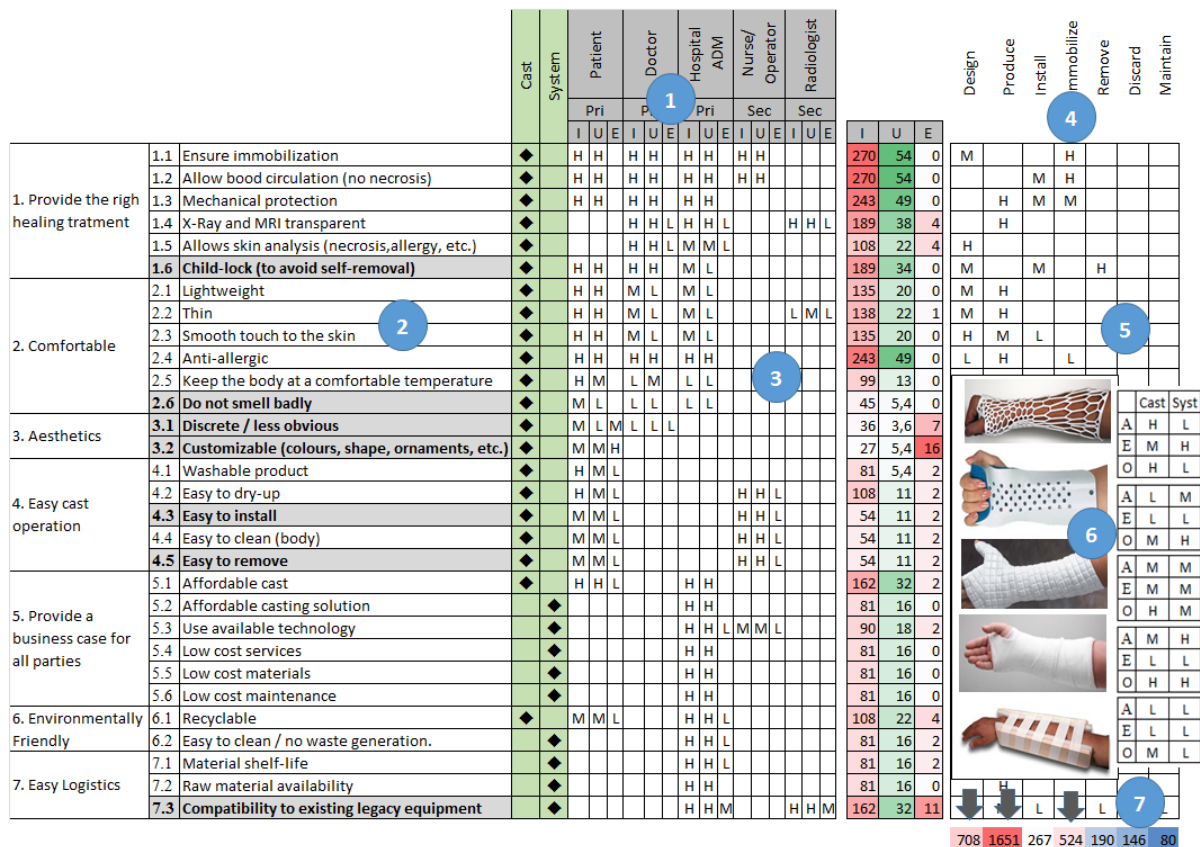 Cast System Patient Doctor Hospital ADM Nurse/ Operator Radiologist Design Produce Install Immobilize Remove Discard Maintain
1
Pri Pri Sec Sec
4
I U E I U E I U E I U E I U E I U E
1. Provide the righ healing tratment
1.1 Ensure immobilization H H H H H H H H 270 54 0 M H
1.2 Allow bood circulation (no necrosis) H H H H H H H H 270 54 0 M H
1.3 Mechanical protection H H H H H H 243 49 0 H M M
1.4 X-Ray and MRI transparent H H L H H L H H L 189 38 4 H
1.5 Allows skin analysis (necrosis,allergy, etc.) H H L M M L 108 22 4 H
1.6 Child-lock (to avoid self-removal) H H H H M L 189 34 0 M M H
2. Comfortable
2.1 Lightweight H H M L M L 135 20 0 M H
2.2 Thin H H M L M L L M L 138 22 1 M H
2
5
2.3 Smooth touch to the skin H H M L M L 135 20 0 H M L
2.4 Anti-allergic H H H H H H 243 49 0 L H L
3
2.5 Keep the body at a comfortable temperature H M L M L L 99 13 0
2.6 Do not smell badly M L L L L L 45 5,4 0
3. Aesthetics
3.1 Discrete / less obvious M L M L L L 36 3,6 7
3.2 Customizable (colours, shape, ornaments, etc.) M M H 27 5,4 16
4. Easy cast operation
4.1 Washable product H M L 81 5,4 2
4.2 Easy to dry-up H M L H H L 108 11 2
4.3 Easy to install M M L H H L 54 11 2
4.4 Easy to clean (body) M M L H H L 54 11 2
4.5 Easy to remove M M L H H L 54 11 2
5. Provide a business case for all parties
5.1 Affordable cast H H L H H 162 32 2
5.2 Affordable casting solution H H 81 16 0
5.3 Use available technology H H L M M L 90 18 2
5.4 Low cost services H H 81 16 0
5.5 Low cost materials H H 81 16 0
5.6 Low cost maintenance H H 81 16 0
6. Environmentally Friendly
6.1 Recyclable M M L H H L 108 22 4
6.2 Easy to clean / no waste generation. H H L 81 16 2
7. Easy Logistics
7.1 Material shelf-life H H L 81 16 2
7.2 Raw material availability H H 81 16 0 H
7.3 Compatibility to existing legacy equipment H H M H H M 162 32 11 L L L
Cast Syst
A H L
E M H
O H L
A L M
E L L
O M H
6
A M M
E M M
O H M
A M H
E L L
O H H
A L L
E L L
O M L
7
708 1651 267 524 190 146 80